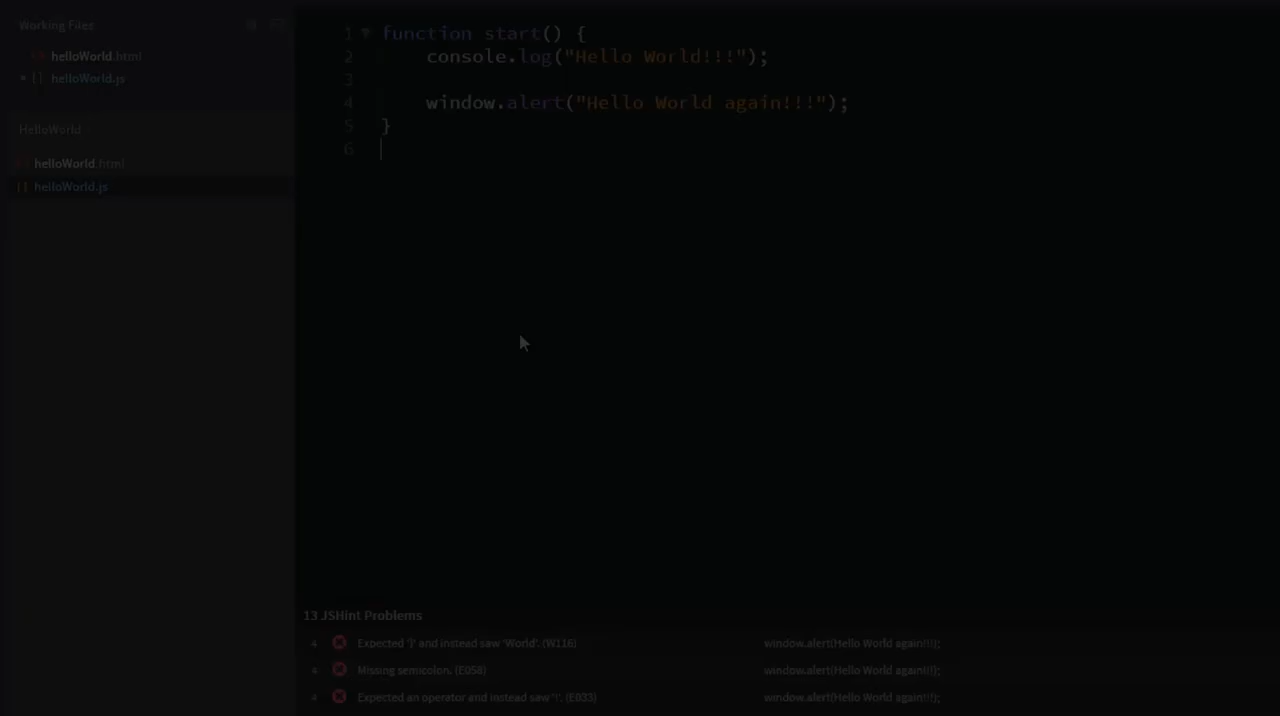 Working Files
helloWorld.html
helloWorld.js
HelloWorld
helloWorld.html
helloWorld.js
1 function start() {
2 console.log("Hello World!!!");
3
4 window.alert("Hello World again!!!");
5 }
6
13 JSHint Problems
4 Expected ')' and instead saw 'World'. (W116) window.alert(Hello World again!!!);
4 Missing semicolon. (E058) window.alert(Hello World again!!!);
4 Expected an operator and instead saw '!'. (E033) window.alert(Hello World again!!!);